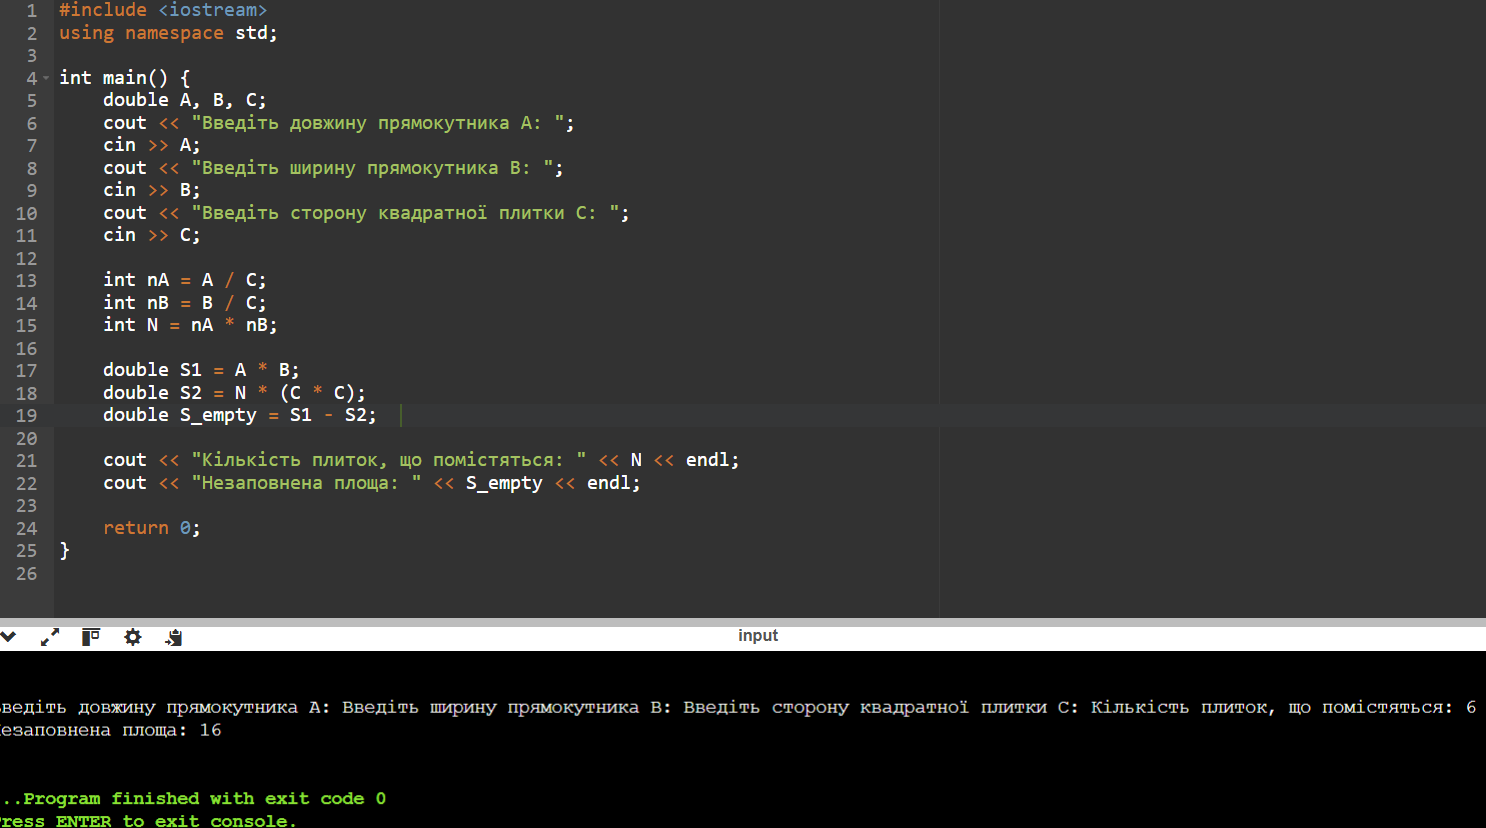 1 #include <iostream>
2 using namespace std;
3
4 int main() {
5 double A, B, C;
6 cout << "Введіть довжину прямокутника A: ";
7 cin >> A;
8 cout << "Введіть ширину прямокутника B: ";
9 cin >> B;
10 cout << "Введіть сторону квадратної плитки C: ";
11 cin >> C;
12
13 int nA = A / C;
14 int nB = B / C;
15 int N = nA * nB;
16
17 double S1 = A * B;
18 double S2 = N * (C * C);
19 double S_empty = S1 - S2;
20
21 cout << "Кількість плиток, що помістяться: " << N << endl;
22 cout << "Незаповнена площа: " << S_empty << endl;
23
24 return 0;
25 }
26
input
ведіть довжину прямокутника A: Введіть ширину прямокутника B: Введіть сторону квадратної плитки C: Кількість плиток, що помістяться: 6
езаповнена площа: 16
..Program finished with exit code 0
ress ENTER to exit console.